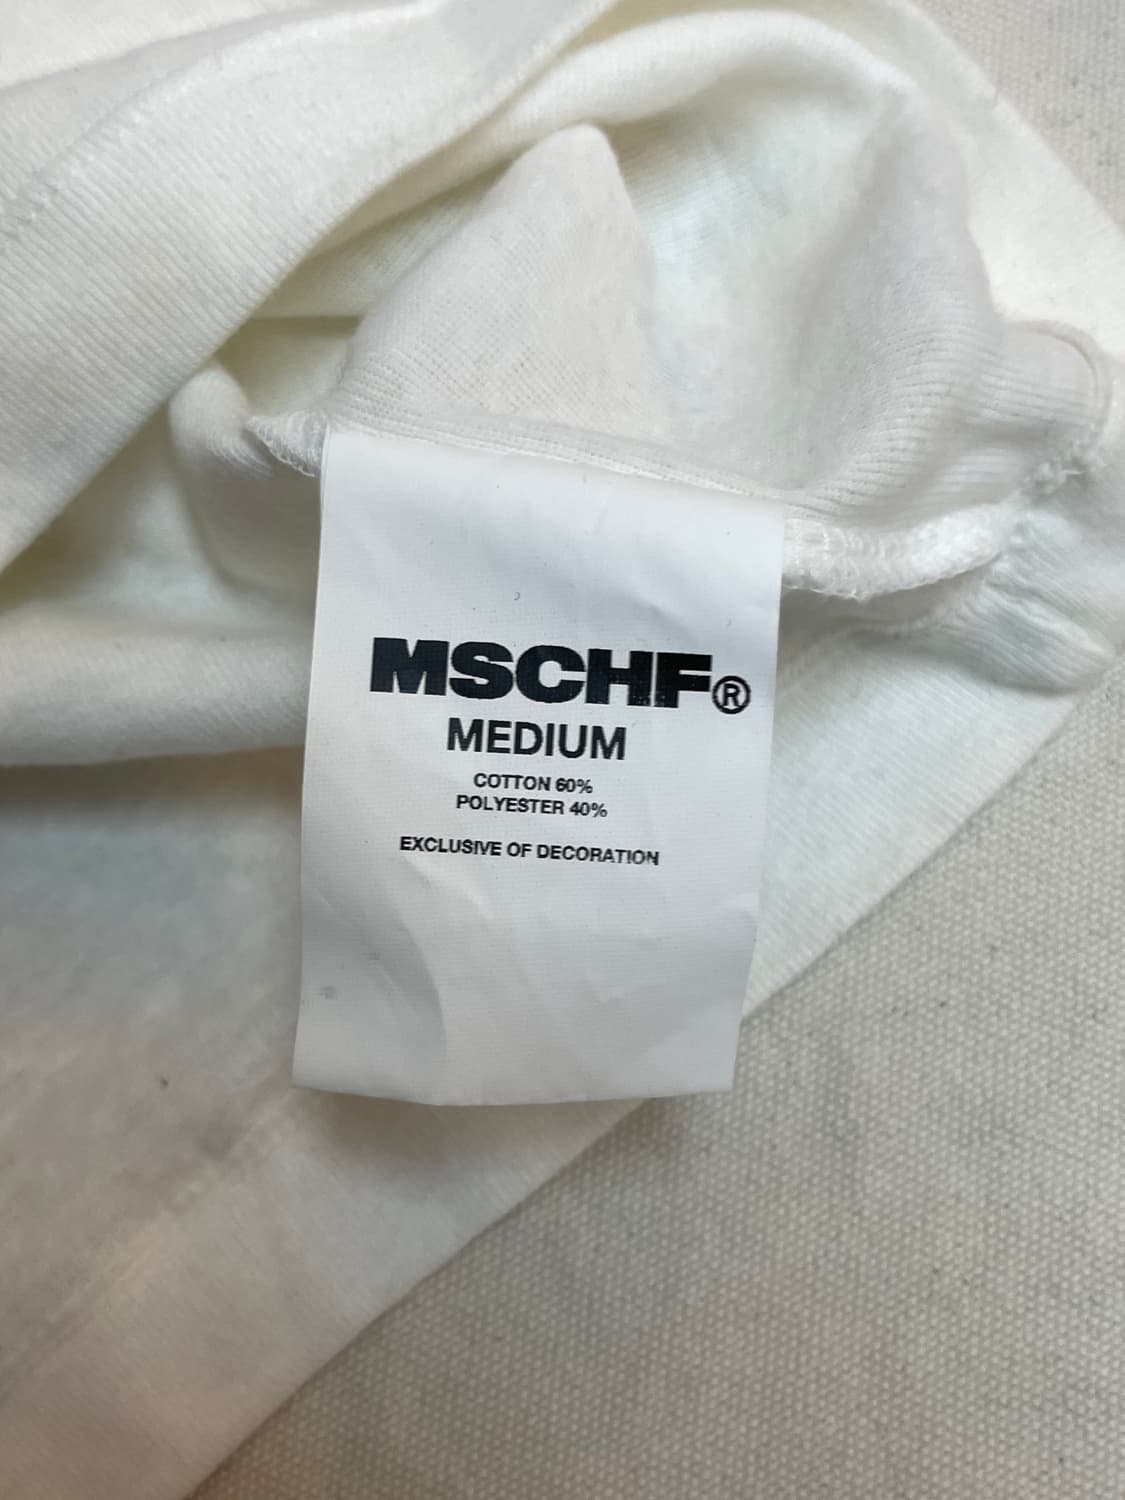 MSCHF®
MEDIUM
COTTON 60%
POLYESTER 40%
EXCLUSIVE OF DECORATION